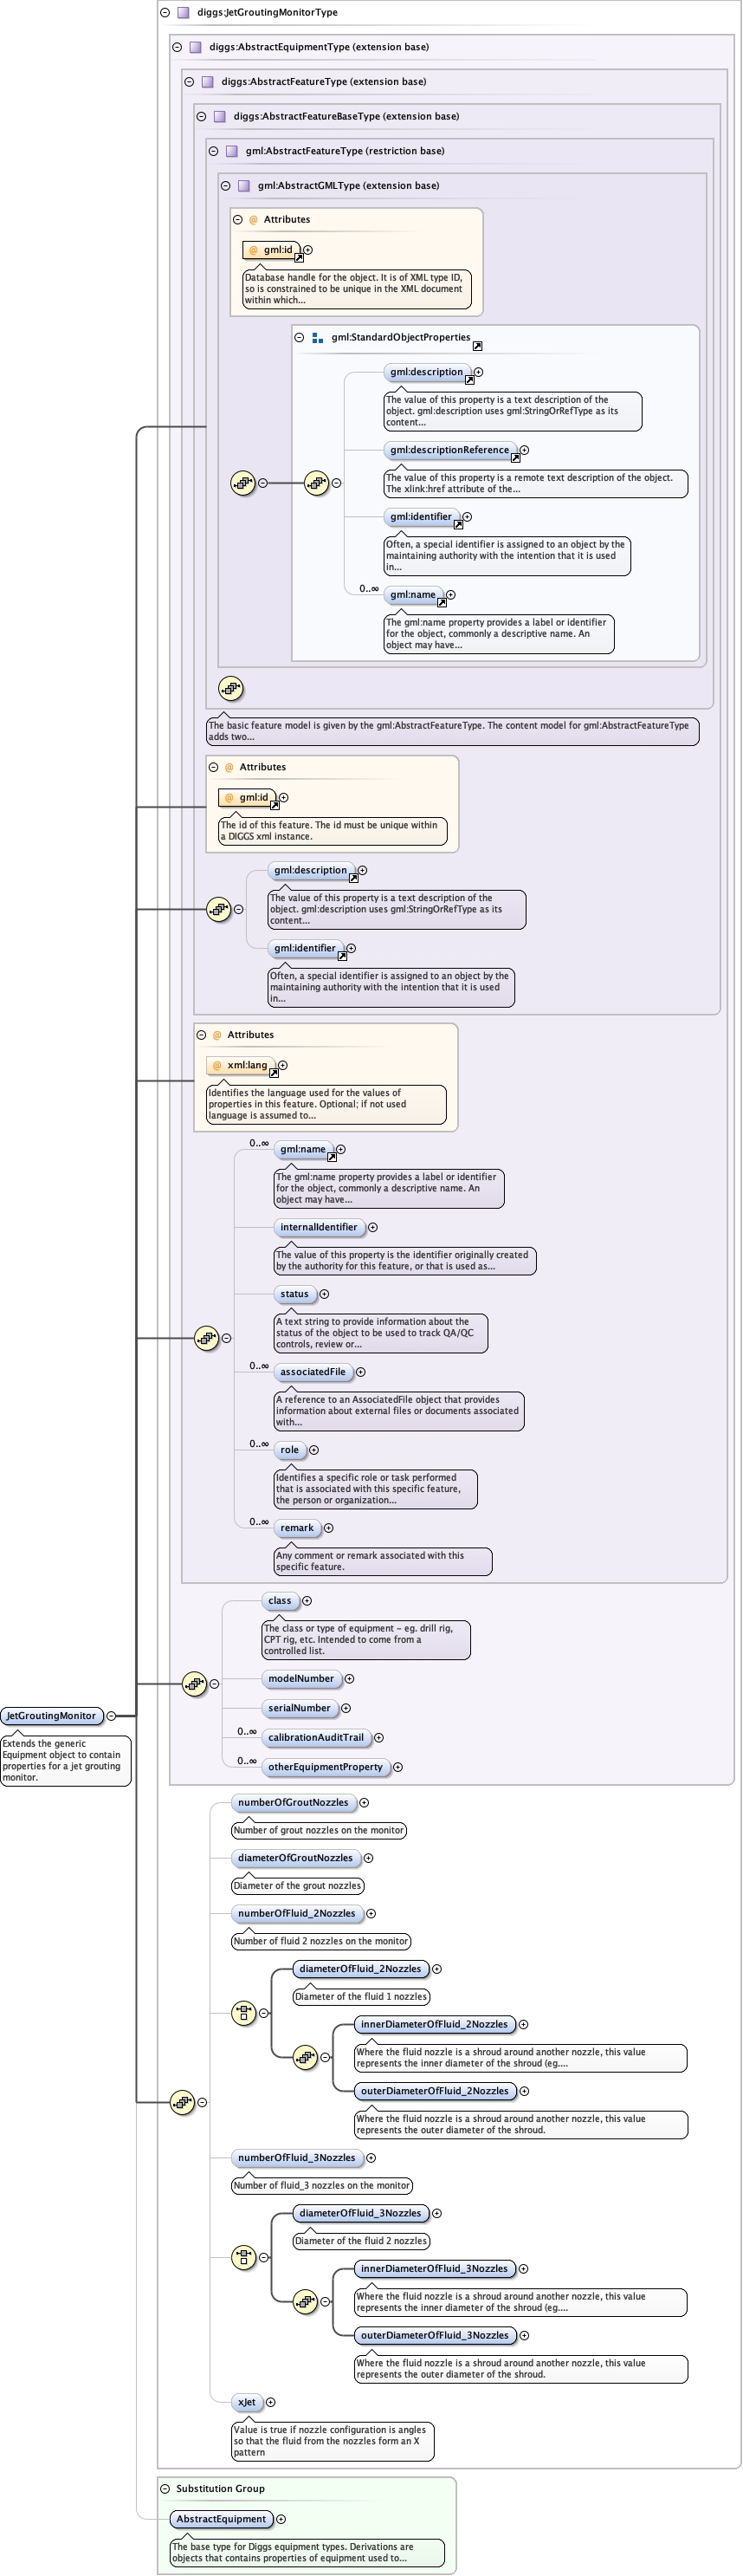 diggs:JetGroutingMonitorType
diggs:AbstractEquipmentType (extension base)
diggs:AbstractFeatureType (extension base)
diggs:AbstractFeatureBaseType (extension base)
gml:AbstractFeatureType (restriction base)
gml:AbstractGMLType (extension base)
@ Attributes
@ gml:id
Database handle for the object. It is of XML type ID,
so is constrained to be unique in the XML document
within which...
gml:StandardObjectProperties
gml:description
The value of this property is a text description of the
object. gml:description uses gml:StringOrRefType as its
content...
gml:descriptionReference
The value of this property is a remote text description of the object.
The xlink:href attribute of the...
gml:identifier
Often, a special identifier is assigned to an object by the
maintaining authority with the intention that it is used
in...
0..∞
gml:name
The gml:name property provides a label or identifier
for the object, commonly a descriptive name. An
object may have...
The basic feature model is given by the gml:AbstractFeatureType. The content model for gml:AbstractFeatureType
adds two...
@ Attributes
@ gml:id
The id of this feature. The id must be unique within
a DIGGS xml instance.
gml:description
The value of this property is a text description of the
object. gml:description uses gml:StringOrRefType as its
content...
gml:identifier
Often, a special identifier is assigned to an object by the
maintaining authority with the intention that it is used
in...
@ Attributes
@ xml:lang
Identifies the language used for the values of
properties in this feature. Optional; if not used
language is assumed to...
0..∞
gml:name
The gml:name property provides a label or identifier
for the object, commonly a descriptive name. An
object may have...
internalIdentifier
The value of this property is the identifier originally created
by the authority for this feature, or that is used as...
status
A text string to provide information about the
status of the object to be used to track QA/QC
controls, review or...
0..∞
associatedFile
A reference to an AssociatedFile object that provides
information about external files or documents associated
with...
0..∞
role
Identifies a specific role or task performed
that is associated with this specific feature,
the person or organization...
0..∞
remark
Any comment or remark associated with this
specific feature.
class
The class or type of equipment - eg. drill rig,
CPT rig, etc. Intended to come from a
controlled list.
modelNumber
serialNumber
0..∞
calibrationAuditTrail
0..∞
otherEquipmentProperty
JetGroutingMonitor
Extends the generic
Equipment object to contain
properties for a jet grouting
monitor.
numberOfGroutNozzles
Number of grout nozzles on the monitor
diameterOfGroutNozzles
Diameter of the grout nozzles
numberOfFluid_2Nozzles
Number of fluid 2 nozzles on the monitor
diameterOfFluid_2Nozzles
Diameter of the fluid 1 nozzles
innerDiameterOfFluid_2Nozzles
Where the fluid nozzle is a shroud around another nozzle, this value
represents the inner diameter of the shroud (eg....
outerDiameterOfFluid_2Nozzles
Where the fluid nozzle is a shroud around another nozzle, this value
represents the outer diameter of the shroud.
numberOfFluid_3Nozzles
Number of fluid_3 nozzles on the monitor
diameterOfFluid_3Nozzles
Diameter of the fluid 2 nozzles
innerDiameterOfFluid_3Nozzles
Where the fluid nozzle is a shroud around another nozzle, this value
represents the inner diameter of the shroud (eg....
outerDiameterOfFluid_3Nozzles
Where the fluid nozzle is a shroud around another nozzle, this value
represents the outer diameter of the shroud.
xJet
Value is true if nozzle configuration is angles
so that the fluid from the nozzles form an X
pattern
Substitution Group
AbstractEquipment
The base type for Diggs equipment types. Derivations are
objects that contains properties of equipment used to...